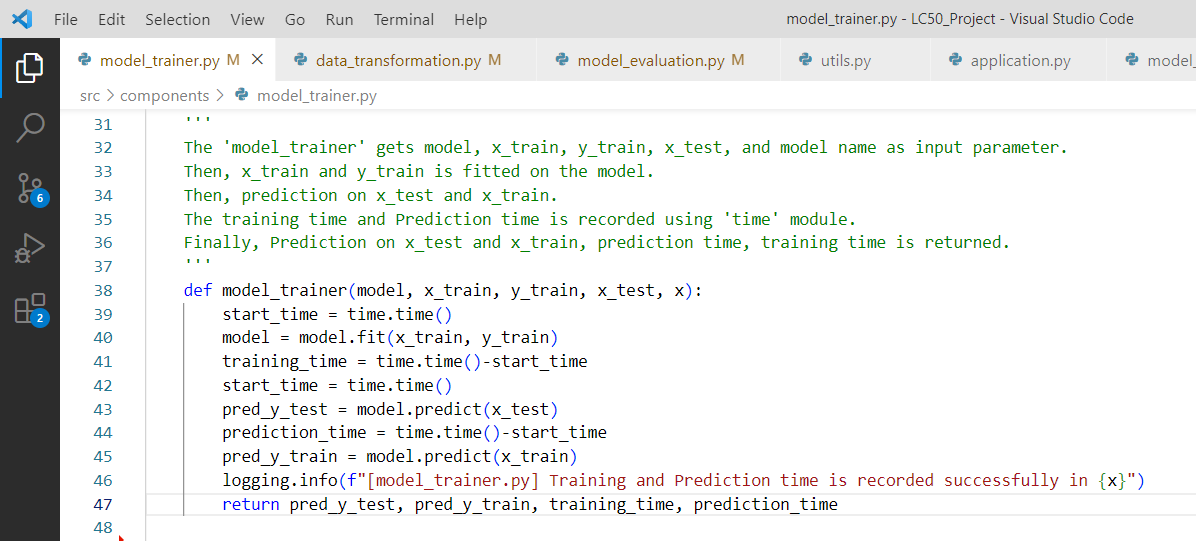 File Edit Selection View Go Run Terminal Help model_trainer.py - LC50_Project - Visual Studio Code
model_trainer.py M data_transformation.py M model_evaluation.py M utils.py application.py model_
src > components > model_trainer.py
31 '''
32 The 'model_trainer' gets model, x_train, y_train, x_test, and model name as input parameter.
33 Then, x_train and y_train is fitted on the model.
34 Then, prediction on x_test and x_train.
35 The training time and Prediction time is recorded using 'time' module.
36 Finally, Prediction on x_test and x_train, prediction time, training time is returned.
37 '''
38 def model_trainer(model, x_train, y_train, x_test, x):
39 start_time = time.time()
40 model = model.fit(x_train, y_train)
41 training_time = time.time()-start_time
42 start_time = time.time()
43 pred_y_test = model.predict(x_test)
44 prediction_time = time.time()-start_time
45 pred_y_train = model.predict(x_train)
46 logging.info(f"[model_trainer.py] Training and Prediction time is recorded successfully in {x}")
47 return pred_y_test, pred_y_train, training_time, prediction_time
48
6
2